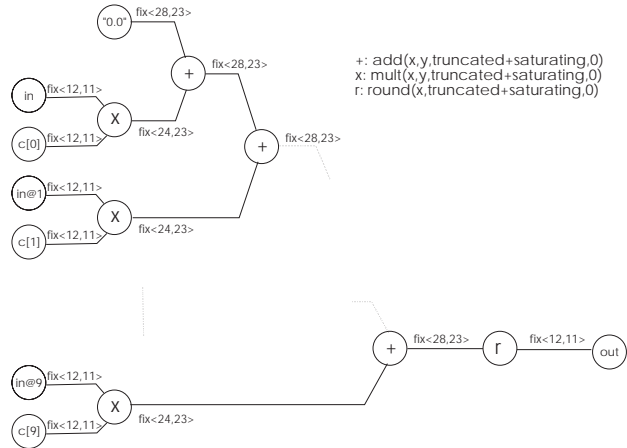 "0.0"
fix<28,23>
fix<28,23>
+
+: add(x,y,truncated+saturating,0)
x: mult(x,y,truncated+saturating,0)
r: round(x,truncated+saturating,0)
in
fix<12,11>
x
fix<24,23>
c[0]
fix<12,11>
+
fix<28,23>
in@1
fix<12,11>
x
fix<24,23>
c[1]
fix<12,11>
+
fix<28,23>
r
fix<12,11>
out
in@9
fix<12,11>
x
fix<24,23>
c[9]
fix<12,11>